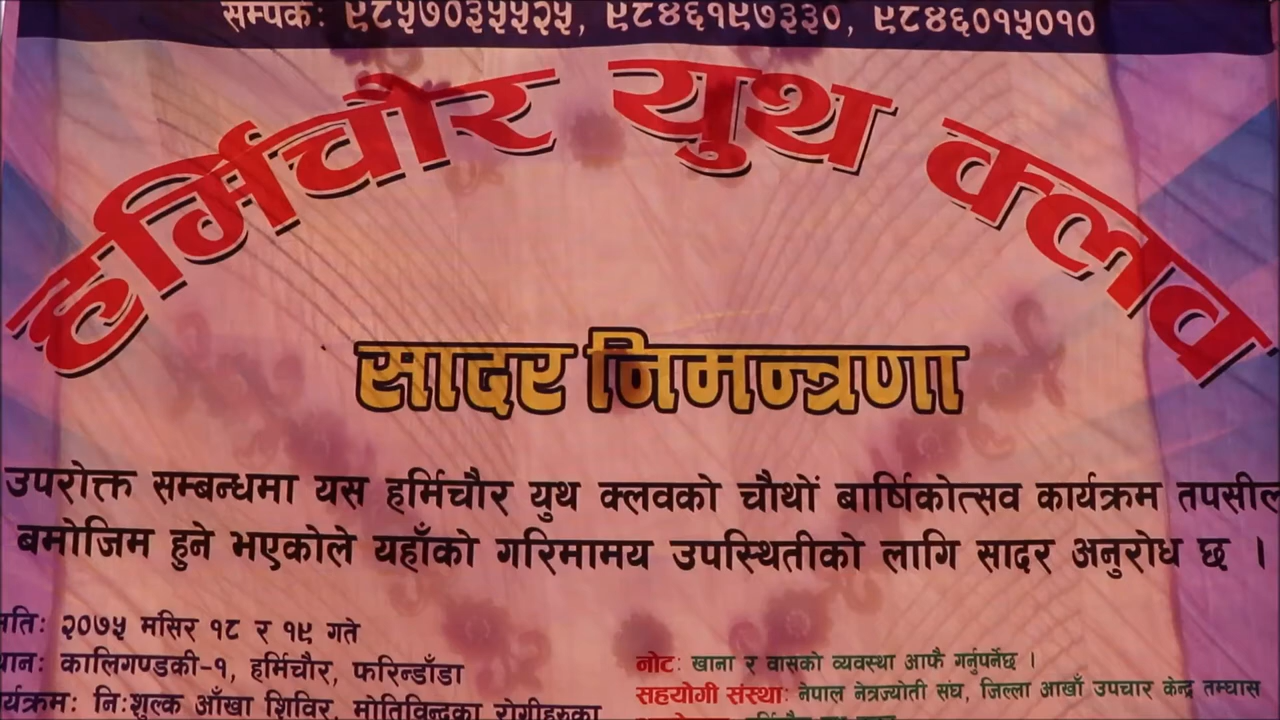 सम्पर्क: ९८५७०३५५२५, ९८४६१९७३३०, ९८४६०१५०१०
हर्मिचौर युथ क्लव
सादर निमन्त्रणा
उपरोक्त सम्बन्धमा यस हर्मिचौर युथ क्लवको चौथों बार्षिकोत्सव कार्यक्रम तपसील
बमोजिम हुने भएकोले यहाँको गरिमामय उपस्थितीको लागि सादर अनुरोध छ ।
मिति: २०७५ मंसिर १८ र १९ गते
स्थान: कालिगण्डकी-१, हर्मिचौर, फरिन्डाँडा
कार्यक्रम: नि:शुल्क आँखा शिविर, मोतिविन्दुका रोगीहरुका
नोट: खाना र वासको व्यवस्था आफै गर्नुपर्नेछ ।
सहयोगी संस्था: नेपाल नेत्रज्योती संघ, जिल्ला आखाँ उपचार केन्द्र तम्घास